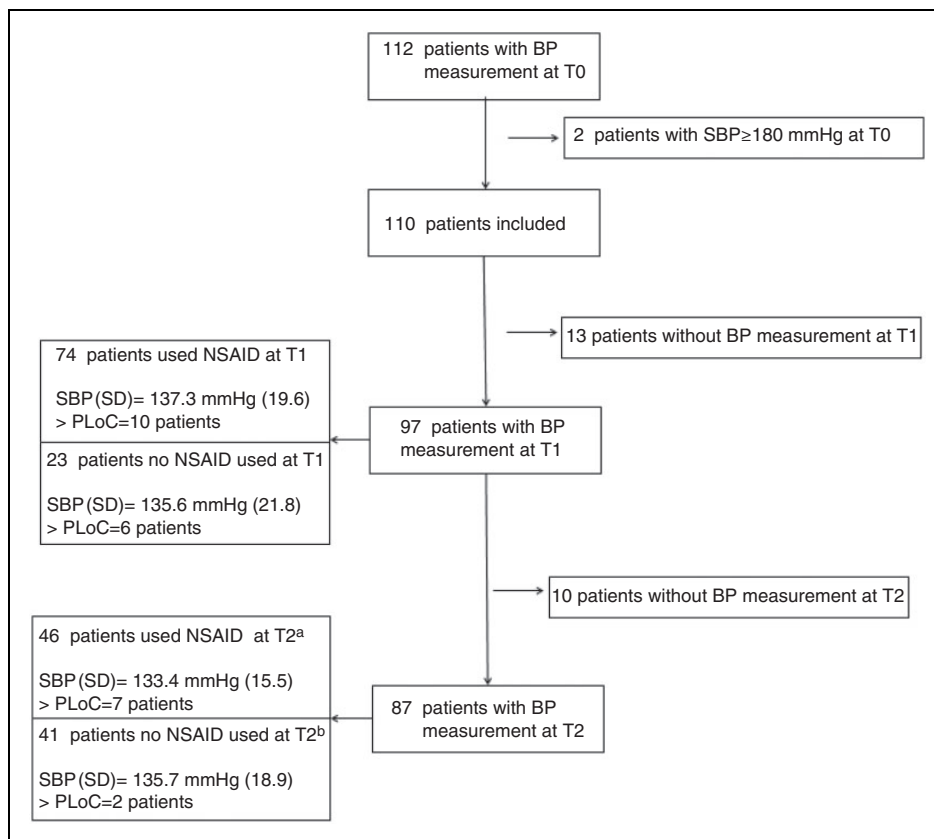 112 patients with BP
measurement at T0
2 patients with SBP≥180 mmHg at T0
110 patients included
13 patients without BP measurement at T1
74 patients used NSAID at T1
SBP(SD)= 137.3 mmHg (19.6)
> PLoC=10 patients
23 patients no NSAID used at T1
SBP(SD)= 135.6 mmHg (21.8)
> PLoC=6 patients
97 patients with BP
measurement at T1
10 patients without BP measurement at T2
46 patients used NSAID at T2ᵃ
SBP(SD)= 133.4 mmHg (15.5)
> PLoC=7 patients
41 patients no NSAID used at T2ᵇ
SBP(SD)= 135.7 mmHg (18.9)
> PLoC=2 patients
87 patients with BP
measurement at T2